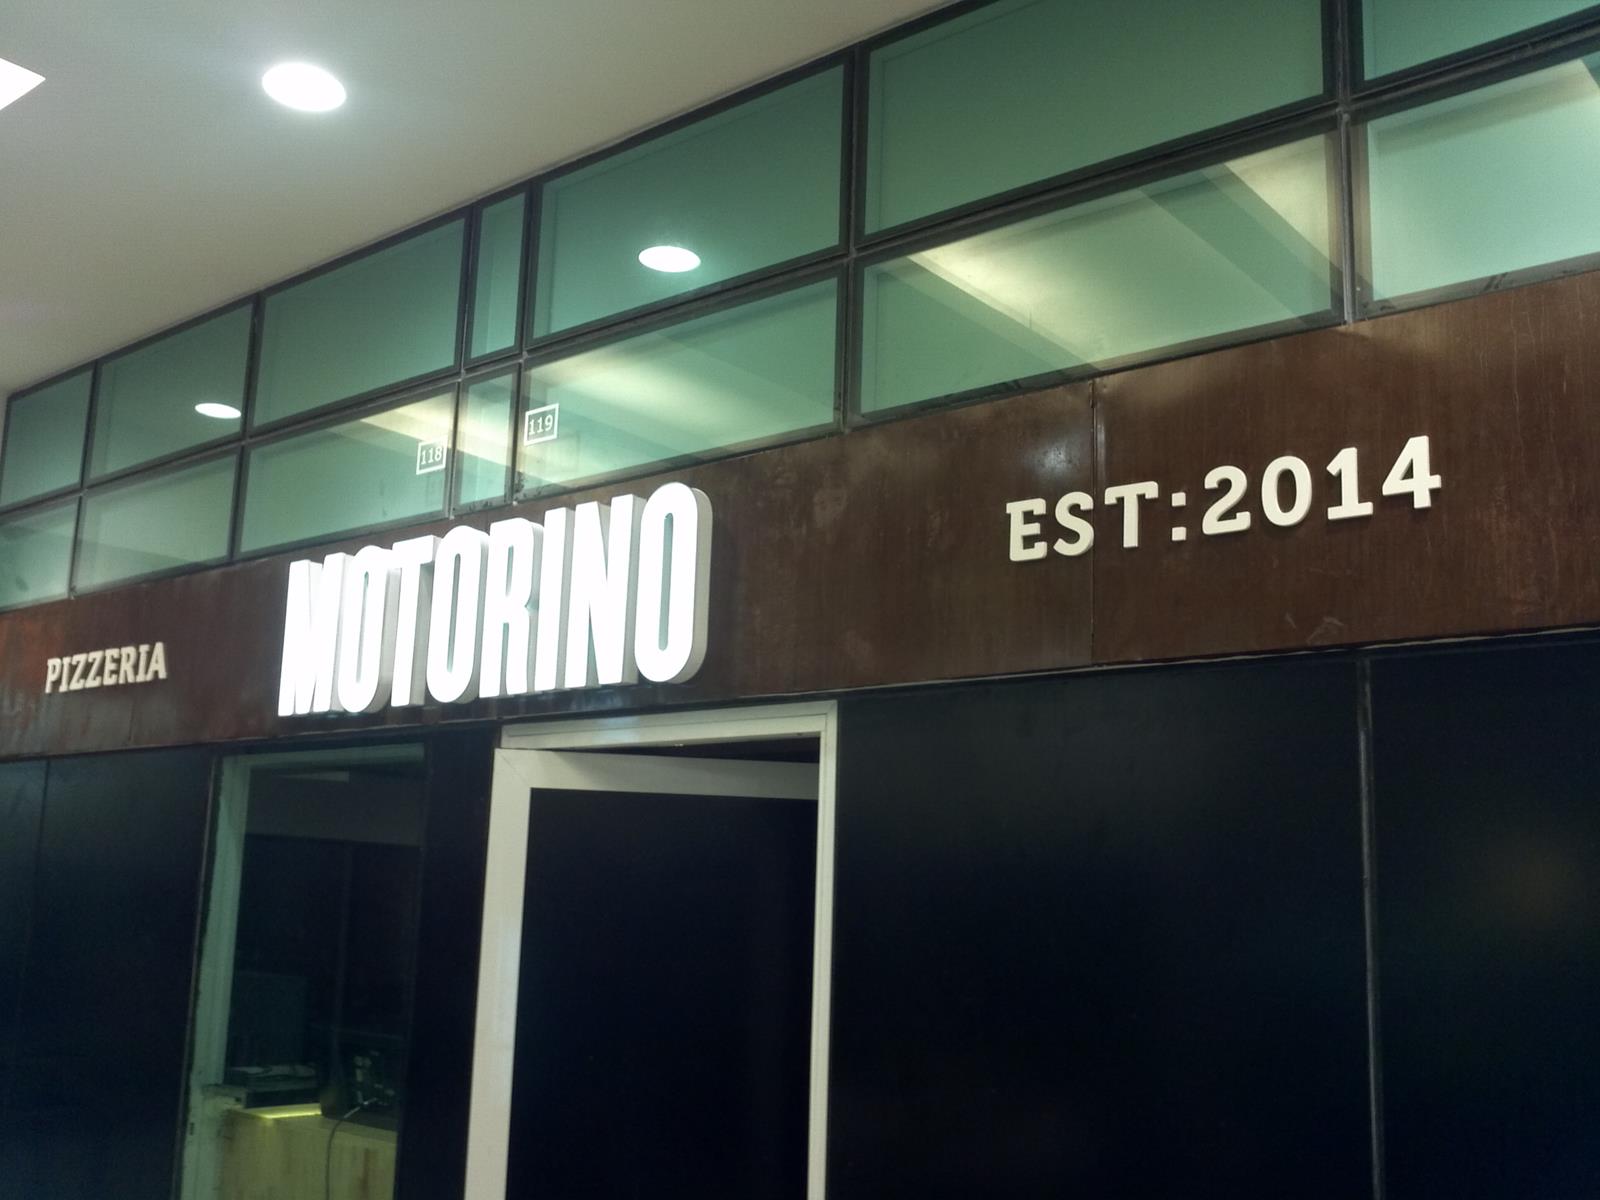 118
119
PIZZERIA
MOTORINO
EST:2014